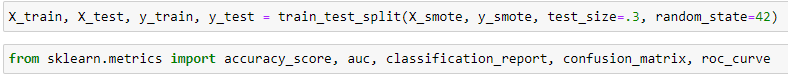 X_train, X_test, y_train, y_test = train_test_split(X_smote, y_smote, test_size=.3, random_state=42)
from sklearn.metrics import accuracy_score, auc, classification_report, confusion_matrix, roc_curve